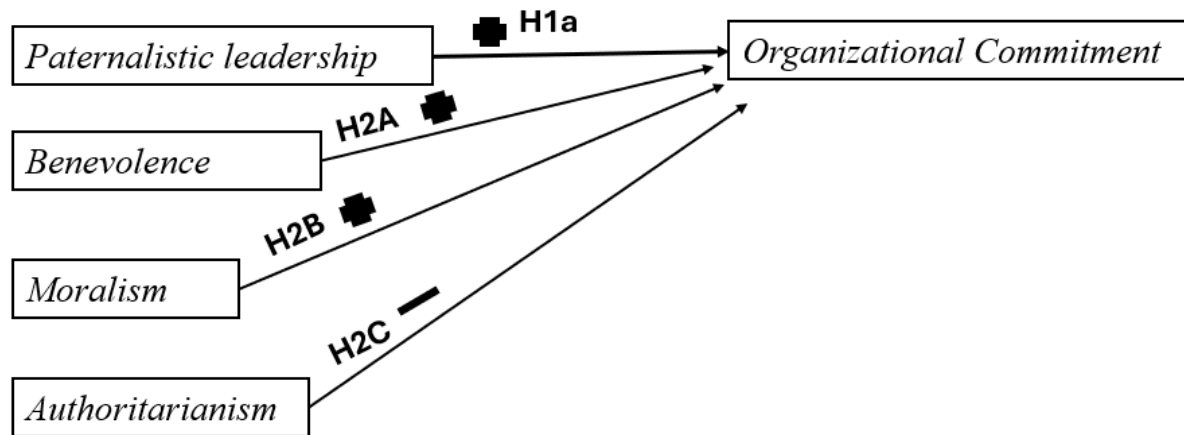 H1a
Paternalistic leadership
Organizational Commitment
H2A
Benevolence
H2B
Moralism
H2C
Authoritarianism